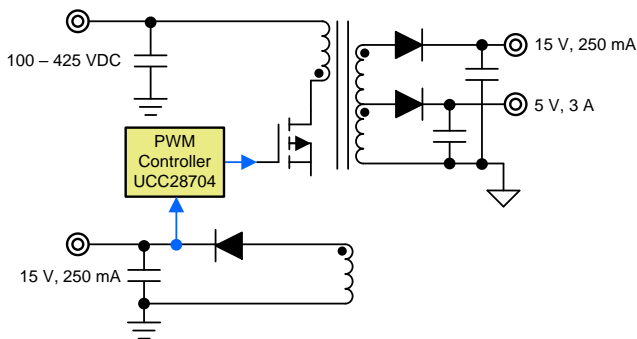 15 V, 250 mA
100 – 425 VDC
5 V, 3 A
PWM
Controller
UCC28704
15 V, 250 mA